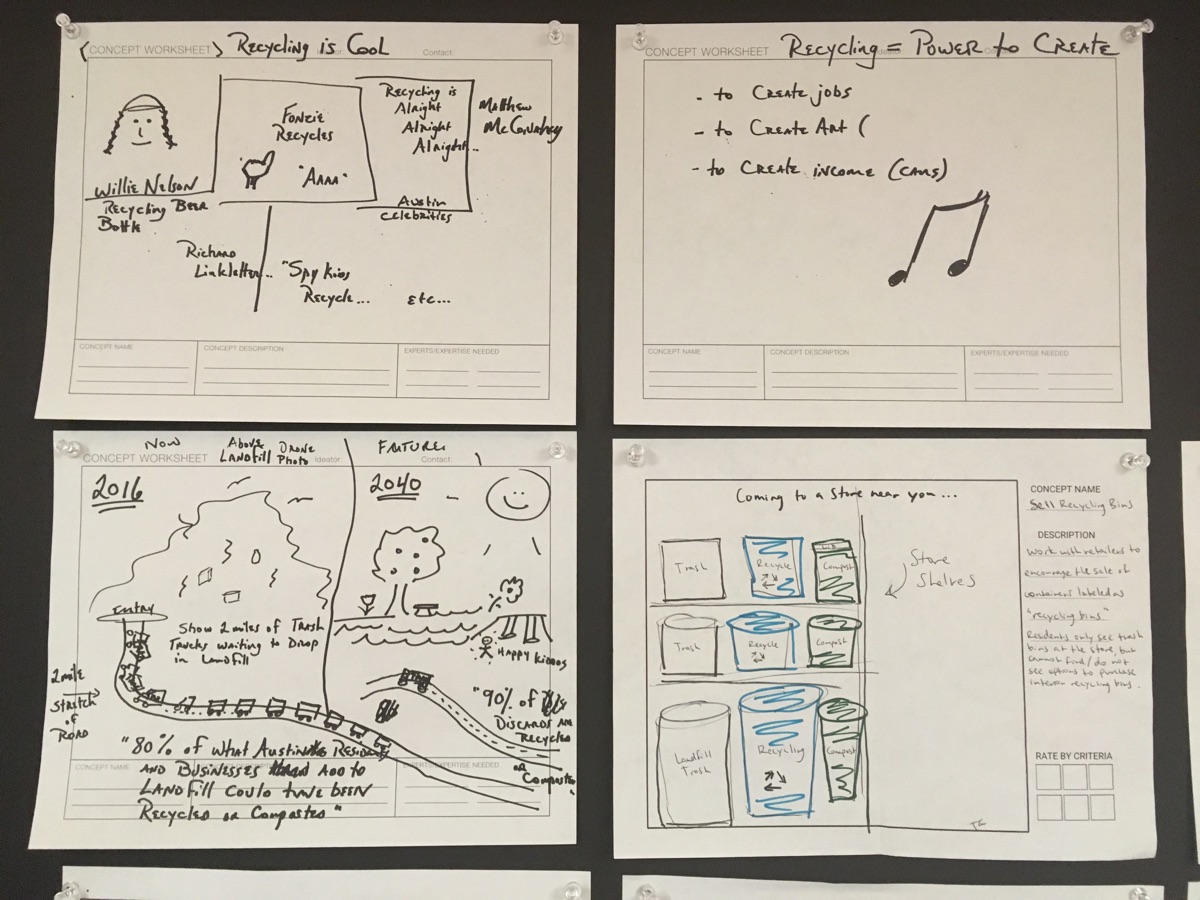 (CONCEPT WORKSHEET) Recycling is Cool
Contact:
Willie Nelson
Recycling Beer
Bottle
Fonzie
Recycles
"Aaaa"
Recycling is
Alright
Alright
Alright..
Austin
Celebrities
Matthew
McConahey
Richard
Linkletter..
"Spy Kids
Recycle...
etc...
CONCEPT NAME
CONCEPT DESCRIPTION
EXPERTS/EXPERTISE NEEDED
CONCEPT WORKSHEET Recycling = Power to Create
- to Create jobs
- to Create Art (
- to Create income (cans)
CONCEPT NAME
CONCEPT DESCRIPTION
EXPERTS/EXPERTISE NEEDED
Now
Above
Landfill
Drone
Photo
Future
CONCEPT WORKSHEET
Ideator:
Contact:
2016
Entry
Show 2 miles of Trash
Trucks waiting to Drop
in Landfill
2 mile
Stretch
of
Road
"80% of what Austin's Residents
and Businesses add to
Landfill could have been
Recycled or Composted"
2040
Happy Kiddos
"90% of
Discards are
Recycled
or
Composted
CONCEPT NAME
CONCEPT DESCRIPTION
EXPERTS/EXPERTISE NEEDED
Coming to a Store near you...
Trash
Recycle
Compost
Trash
Recycle
Compost
Landfill
Trash
Recycling
Compost
Store
Shelves
CONCEPT NAME
Sell Recycling Bins
DESCRIPTION
Work with retailers to
encourage the sale of
containers labeled as
"recycling bins"
Residents only see trash
bins at the store, but
cannot find/do not
see options to purchase
interior recycling bins.
RATE BY CRITERIA